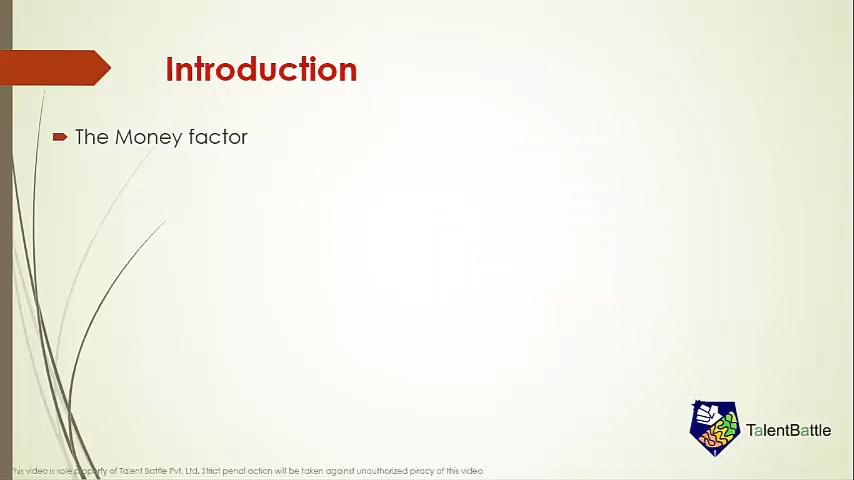 Introduction
The Money factor
TalentBattle
This video is sole property of Talent Battle Pvt. Ltd. Strict penal action will be taken against unauthorized piracy of this video